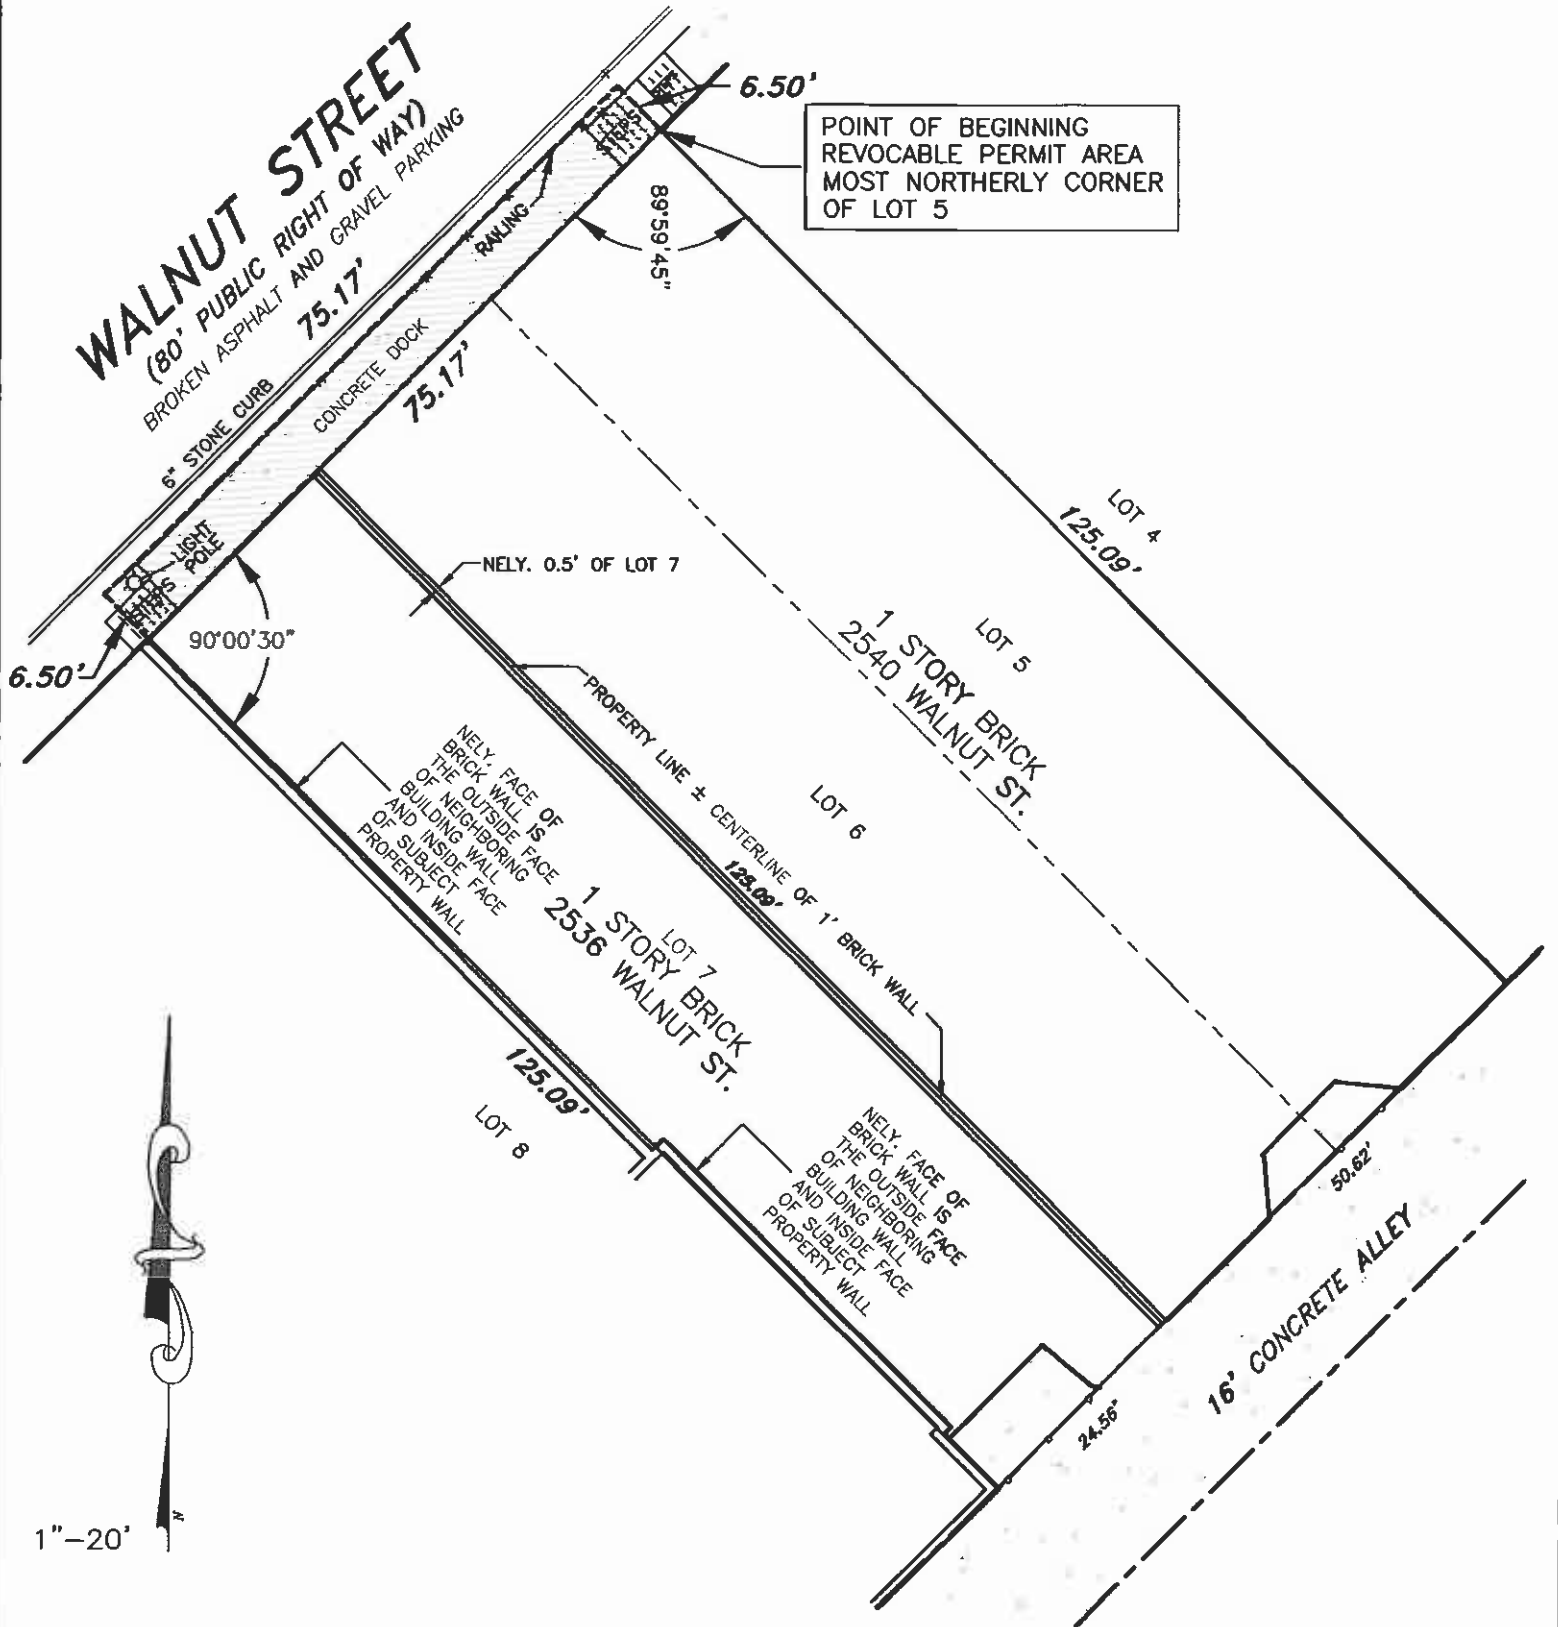 WALNUT STREET
(80' PUBLIC RIGHT OF WAY)
BROKEN ASPHALT AND GRAVEL PARKING
75.17'
6" STONE CURB
6.50'
POINT OF BEGINNING
REVOCABLE PERMIT AREA
MOST NORTHERLY CORNER
OF LOT 5
STEPS
RAILING
89°59'45"
CONCRETE DOCK
75.17'
LIGHT
POLE
STEPS
6.50'
90°00'30"
NELY. 0.5' OF LOT 7
LOT 4
125.09'
LOT 5
1 STORY BRICK
2540 WALNUT ST.
LOT 6
PROPERTY LINE ± CENTERLINE OF 1' BRICK WALL
125.09'
NELY. FACE OF
BRICK WALL IS
THE OUTSIDE FACE
OF NEIGHBORING
BUILDING WALL
AND INSIDE FACE
OF SUBJECT
PROPERTY WALL
LOT 7
1 STORY BRICK
2536 WALNUT ST.
125.09'
LOT 8
NELY. FACE OF
BRICK WALL IS
THE OUTSIDE FACE
OF NEIGHBORING
BUILDING WALL
AND INSIDE FACE
OF SUBJECT
PROPERTY WALL
50.62'
24.56'
16' CONCRETE ALLEY
N
1"-20'